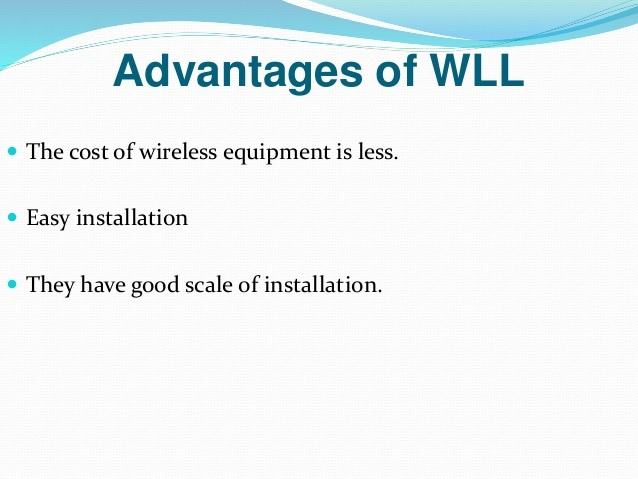 Advantages of WLL
• The cost of wireless equipment is less.
• Easy installation
• They have good scale of installation.